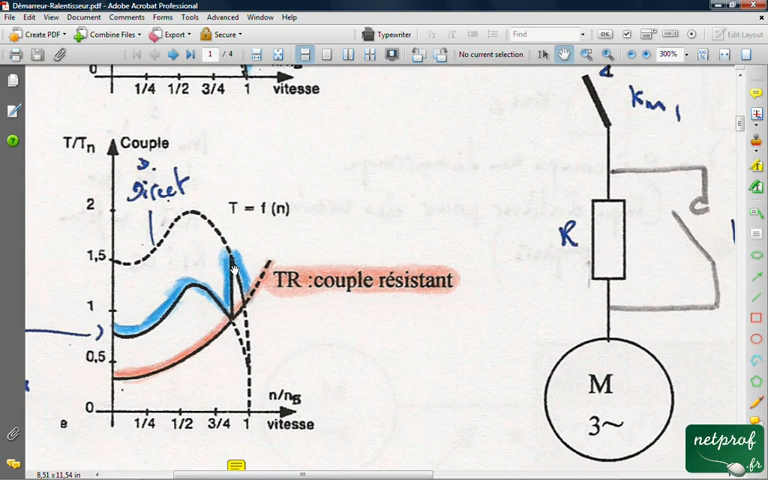 Démarreur-Ralentisseur.pdf - Adobe Acrobat Professional
File Edit View Document Comments Forms Tools Advanced Window Help
Create PDF Combine Files Export Secure
Typewriter Find Edit Layout
1 / 4 No current selection 300%
0
1/4 1/2 3/4 1 vitesse
T/Tn Couple
D. Direct
2
T = f (n)
1,5
TR :couple résistant
1
0,5
0
n/ng
1/4 1/2 3/4 1 vitesse
e
Km 1
R
M
3~
netprof
.fr
8,51 x 11,54 in